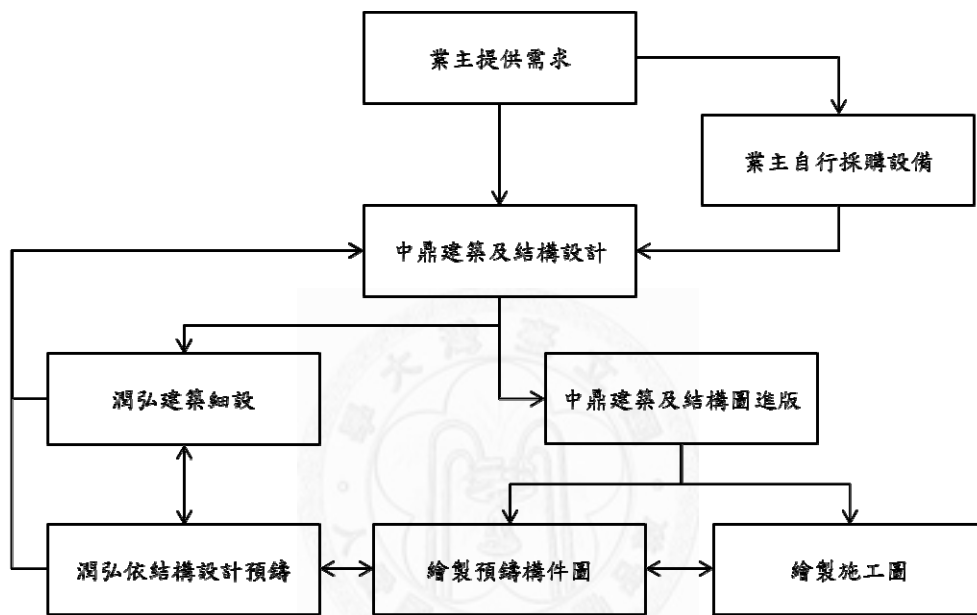 業主提供需求
業主自行採購設備
中鼎建築及結構設計
潤弘建築細設
中鼎建築及結構圖進版
潤弘依結構設計預鑄
繪製預鑄構件圖
繪製施工圖